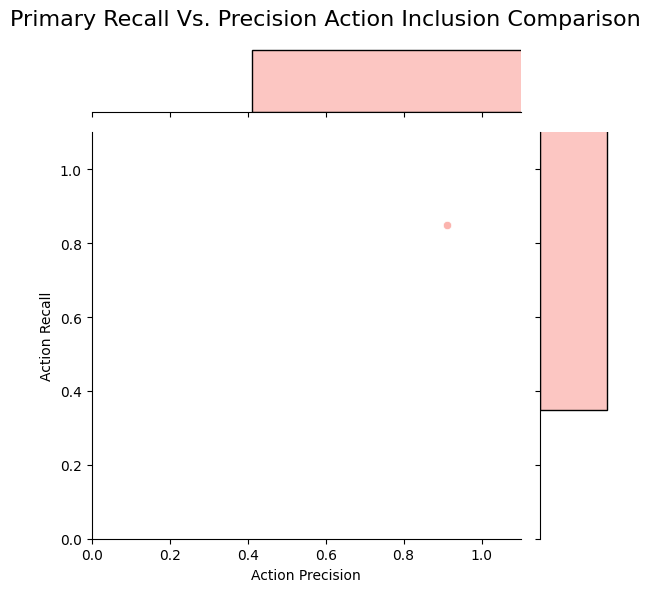 Primary Recall Vs. Precision Action Inclusion Comparison
1.0
0.8
0.6
0.4
0.2
0.0
Action Recall
0.0 0.2 0.4 0.6 0.8 1.0
Action Precision